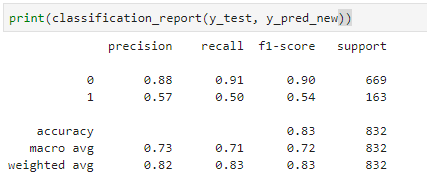 print(classification_report(y_test, y_pred_new))
precision recall f1-score support
0 0.88 0.91 0.90 669
1 0.57 0.50 0.54 163
accuracy 0.83 832
macro avg 0.73 0.71 0.72 832
weighted avg 0.82 0.83 0.83 832